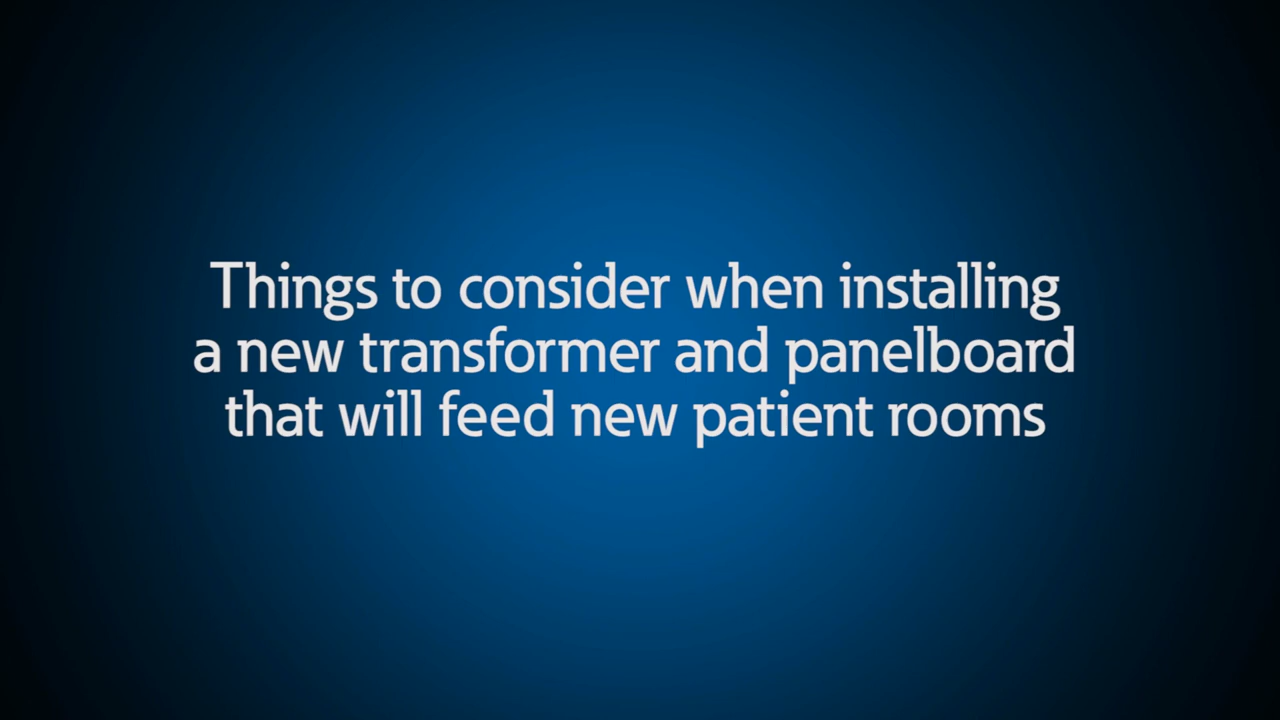 Things to consider when installing
a new transformer and panelboard
that will feed new patient rooms